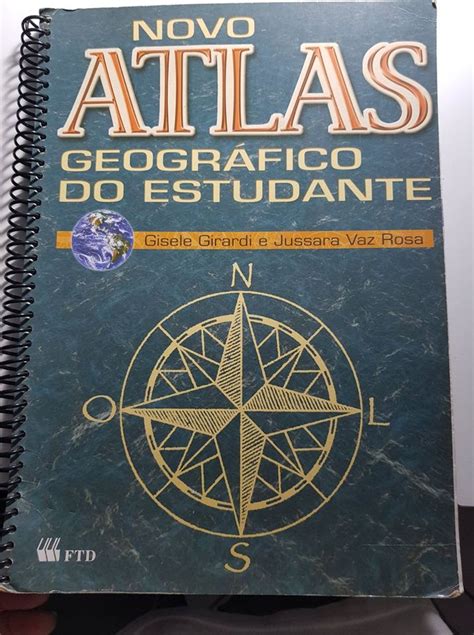 NOVO
ATLAS
GEOGRÁFICO
DO ESTUDANTE
Gisele Girardi e Jussara Vaz Rosa
N
O
L
S
FTD